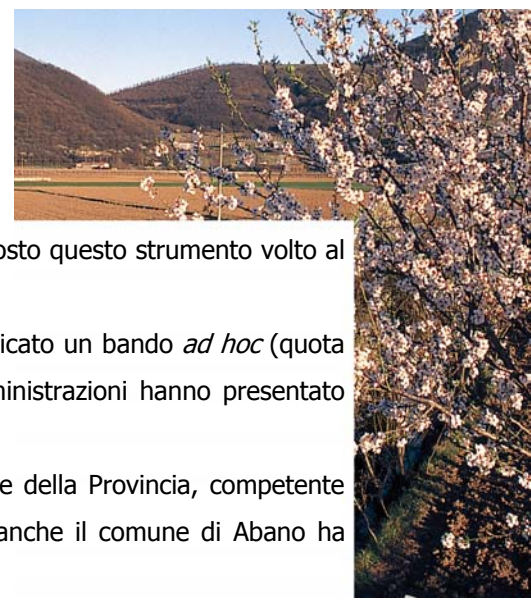 osto questo strumento volto al
icato un bando ad hoc (quota
ministrazioni hanno presentato
e della Provincia, competente
anche il comune di Abano ha